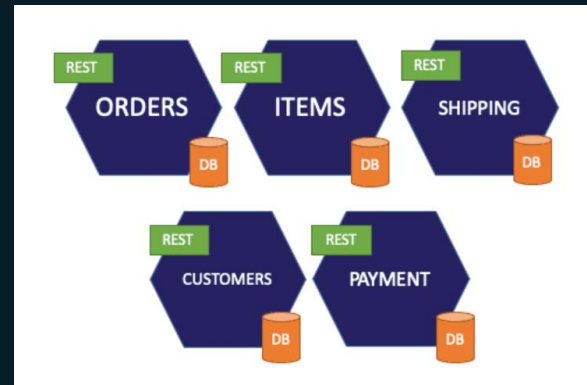 REST
ORDERS
DB
REST
ITEMS
DB
REST
SHIPPING
DB
REST
CUSTOMERS
DB
REST
PAYMENT
DB